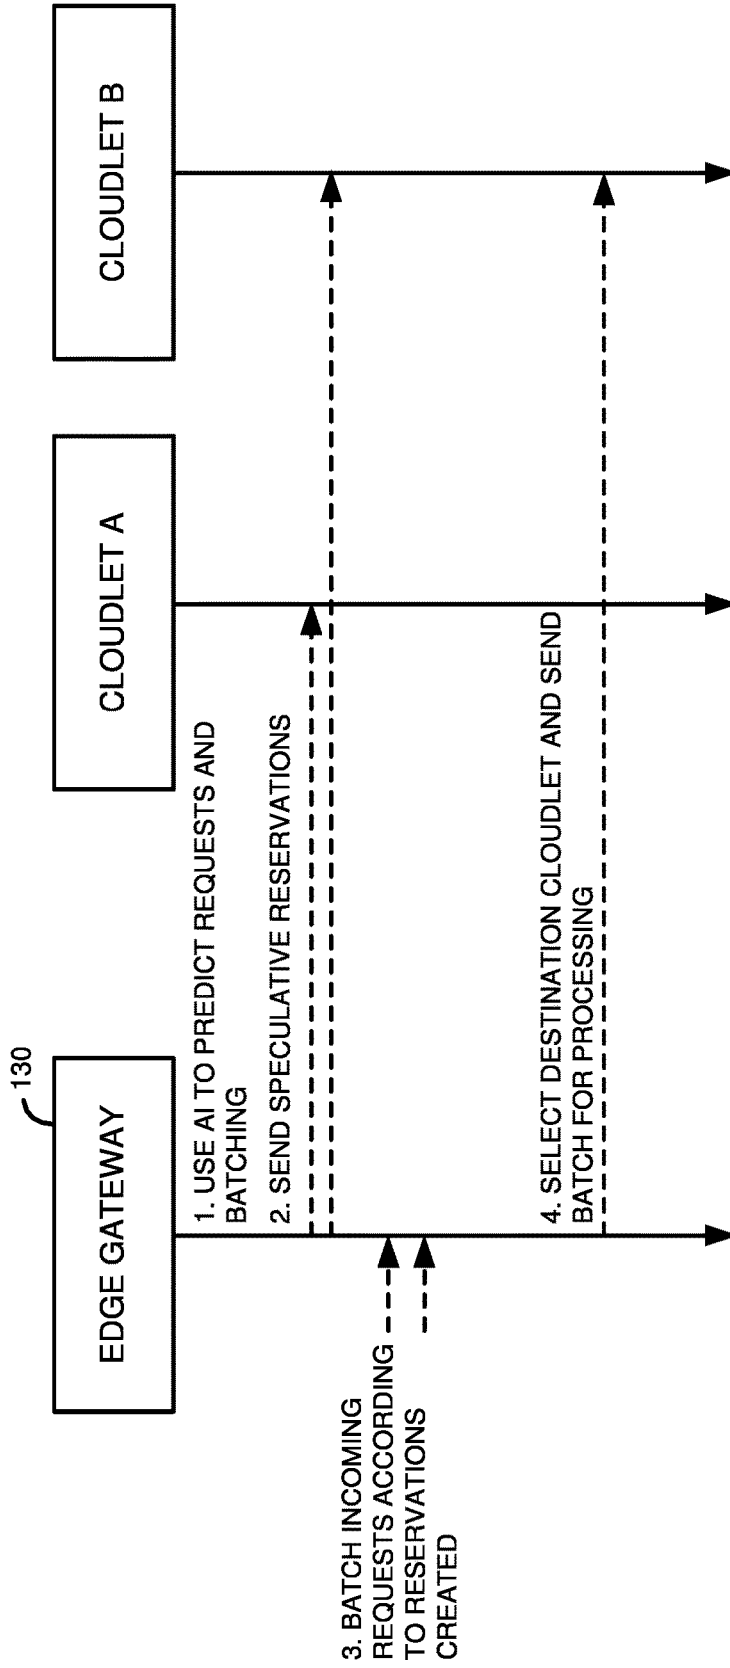 130
EDGE GATEWAY
CLOUDLET A
CLOUDLET B
1. USE AI TO PREDICT REQUESTS AND
BATCHING
2. SEND SPECULATIVE RESERVATIONS
3. BATCH INCOMING
REQUESTS ACCORDING
TO RESERVATIONS
CREATED
4. SELECT DESTINATION CLOUDLET AND SEND
BATCH FOR PROCESSING